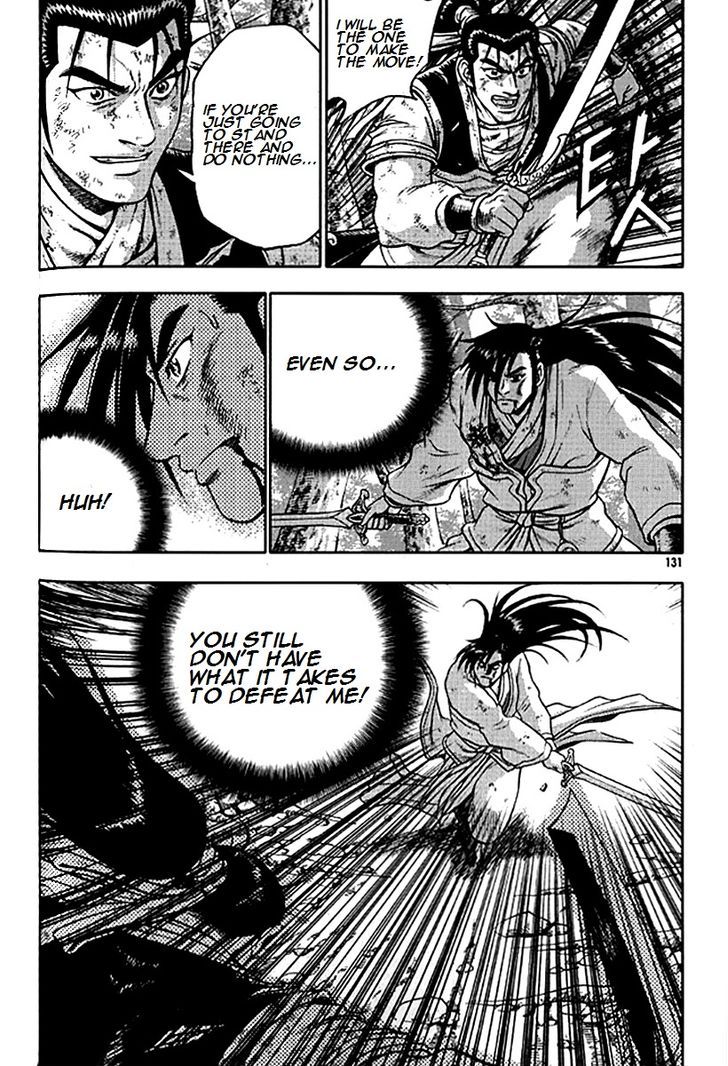 IF YOU'RE
JUST GOING
TO STAND
THERE AND
DO NOTHING...
I WILL BE
THE ONE
TO MAKE
THE MOVE!
타
HUH!
EVEN SO...
131
YOU STILL
DON'T HAVE
WHAT IT TAKES
TO DEFEAT ME!